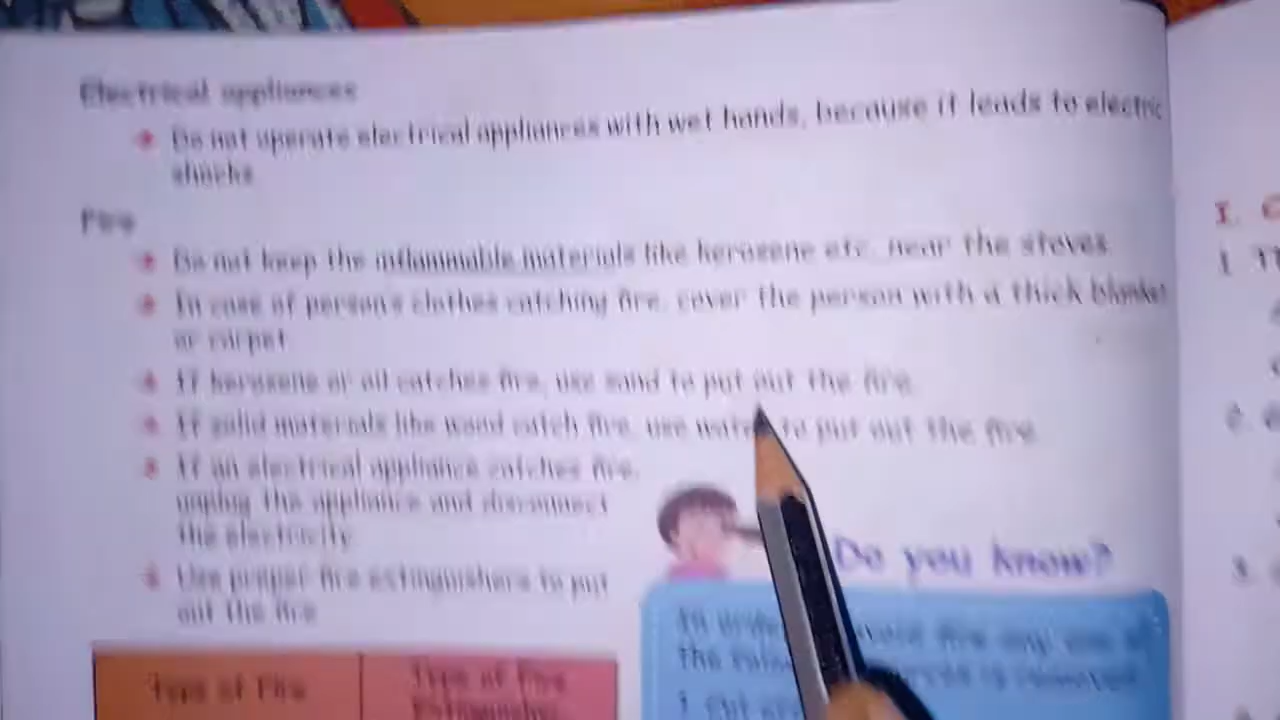 Electrical appliances
Do not operate electrical appliances with wet hands, because it leads to electric
shocks
Fire
Do not keep the inflammable materials like kerosene etc. near the stoves
In case of person's clothes catching fire, cover the person with a thick blanket
or carpet
If kerosene or oil catches fire, use sand to put out the fire.
If solid materials like wood catch fire, use water to put out the fire
If an electrical appliance catches fire,
unplug the appliance and disconnect
the electricity
Use proper fire extinguishers to put
out the fire
Do you know?
Type of Fire
Type of Fire
Extinguisher
the
I.
1
2.
3.